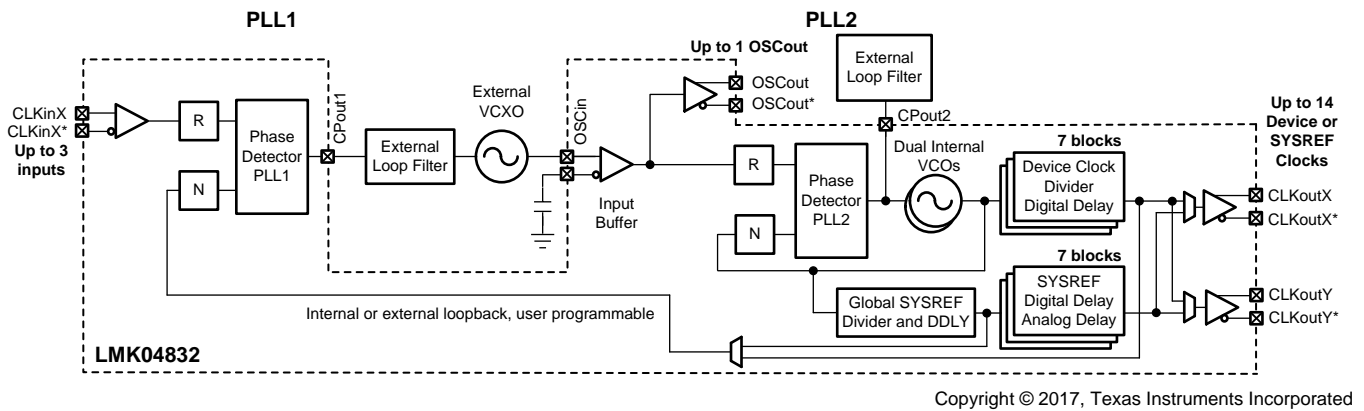 PLL1
PLL2
Up to 1 OSCout
External
Loop Filter
OSCout
OSCout*
CPout2
CLKinX
CLKinX*
Up to 3
inputs
R
N
Phase
Detector
PLL1
CPout1
External
Loop Filter
External
VCXO
OSCin
Input
Buffer
R
N
Phase
Detector
PLL2
Dual Internal
VCOs
7 blocks
Device Clock
Divider
Digital Delay
7 blocks
SYSREF
Digital Delay
Analog Delay
Global SYSREF
Divider and DDLY
Up to 14
Device or
SYSREF
Clocks
CLKoutX
CLKoutX*
CLKoutY
CLKoutY*
Internal or external loopback, user programmable
LMK04832
Copyright © 2017, Texas Instruments Incorporated